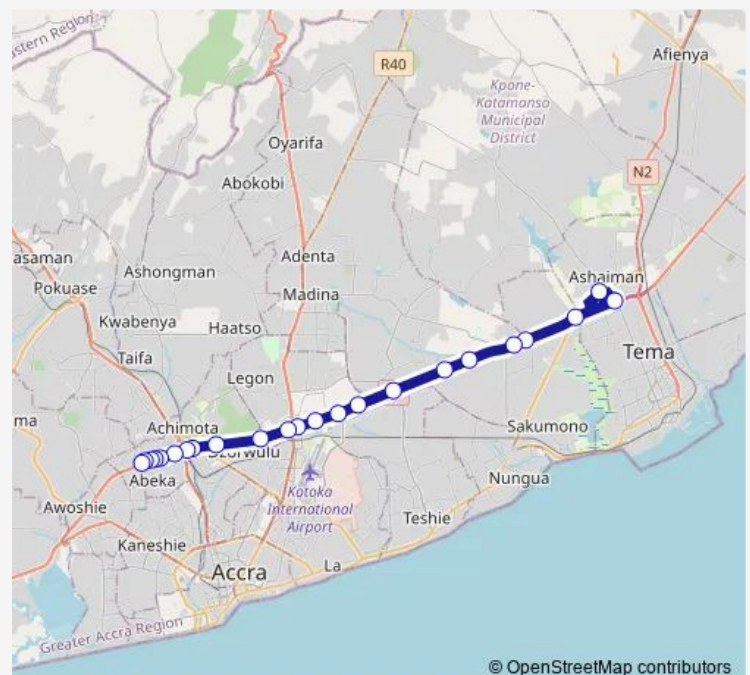 astern Region
R40
Afienya
Kpone-
Katamanso
Municipal
District
Oyarifa
N2
Abokobi
asaman
Ashongman
Adenta
Ashaiman
Pokuase
Madina
Kwabenya
Haatso
Taifa
Tema
Legon
ma
Achimota
Sakumono
Dzorwulu
Abeka
Nungua
Kotoka
International
Airport
Awoshie
Teshie
Kaneshie
Accra
La
Greater Accra Region
© OpenStreetMap contributors